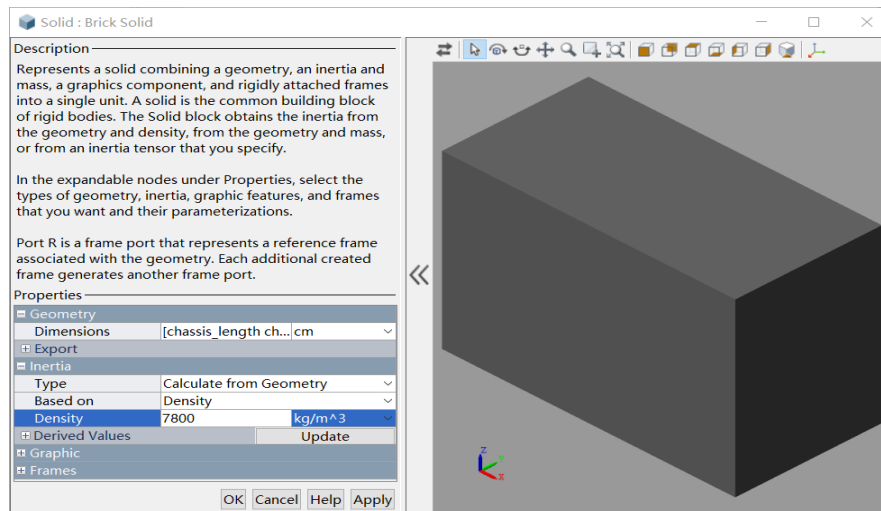 Solid : Brick Solid
Description
Represents a solid combining a geometry, an inertia and
mass, a graphics component, and rigidly attached frames
into a single unit. A solid is the common building block
of rigid bodies. The Solid block obtains the inertia from
the geometry and density, from the geometry and mass,
or from an inertia tensor that you specify.
In the expandable nodes under Properties, select the
types of geometry, inertia, graphic features, and frames
that you want and their parameterizations.
Port R is a frame port that represents a reference frame
associated with the geometry. Each additional created
frame generates another frame port.
Properties
Geometry
Dimensions [chassis_length ch... cm
Export
Inertia
Type Calculate from Geometry
Based on Density
Density 7800 kg/m^3
Derived Values Update
Graphic
Frames
OK Cancel Help Apply
z
y
x